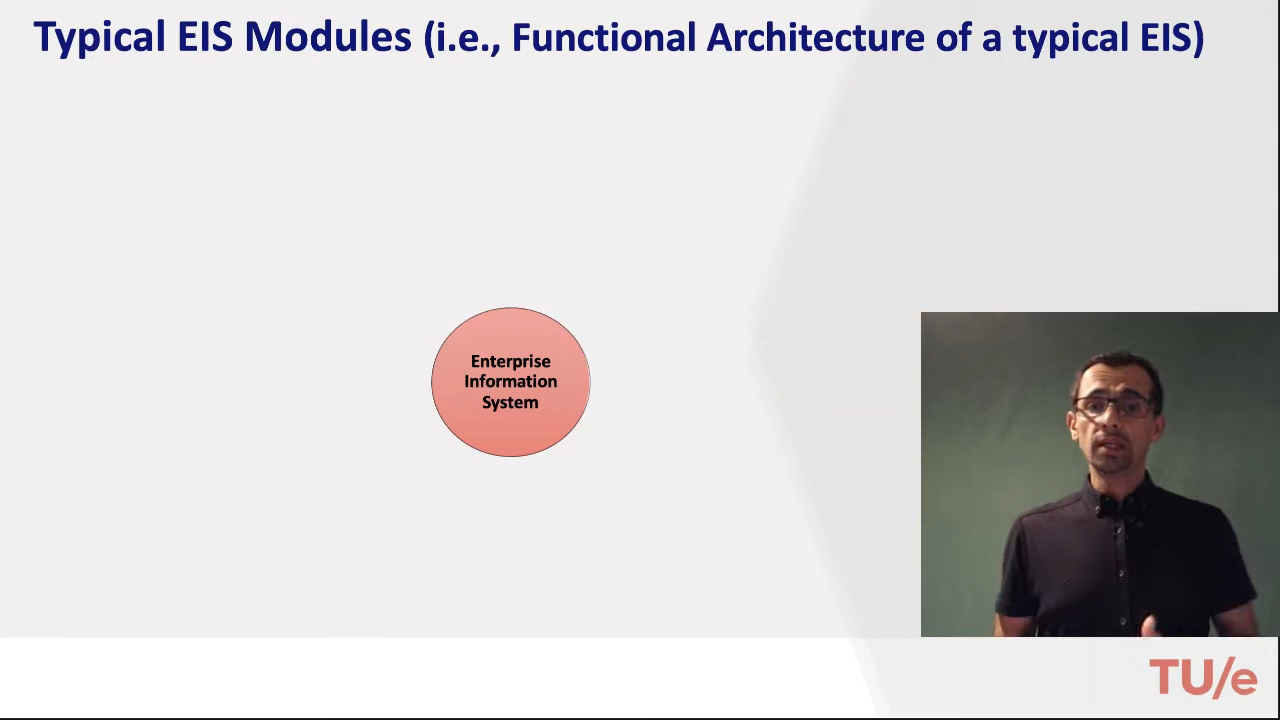 Typical EIS Modules (i.e., Functional Architecture of a typical EIS)
Enterprise
Information
System
TU/e